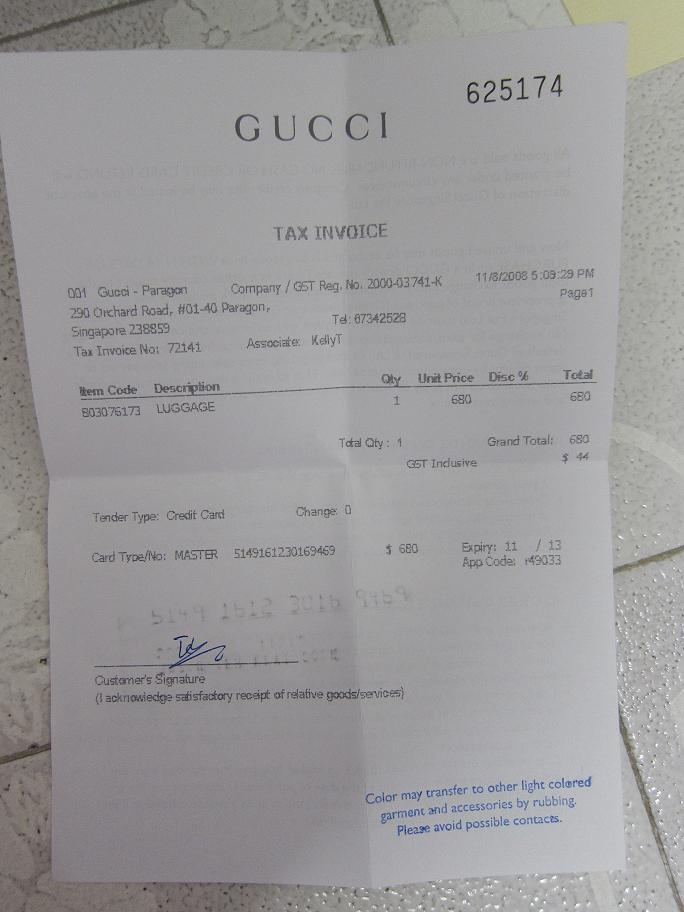 625174
GUCCI
TAX INVOICE
001 Gucci - Paragon Company / GST Reg. No. 2000-03741-K 11/8/2008 5:09:29 PM
Page1
290 Orchard Road, #01-40 Paragon,
Singapore 238859 Tel: 67342528
Tax Invoice No: 72141 Associate: KellyT
Item Code Description Qty Unit Price Disc % Total
803076173 LUGGAGE 1 680 680
Total Qty : 1 Grand Total: 680
GST Inclusive $ 44
Tender Type: Credit Card Change: 0
Card Type/No: MASTER 5149161230169469 $ 680 Expiry: 11 / 13
App Code: r49033
5149 1612 3016 9469
Customer's Signature
(I acknowledge satisfactory receipt of relative goods/services)
Color may transfer to other light colored
garment and accessories by rubbing.
Please avoid possible contacts.